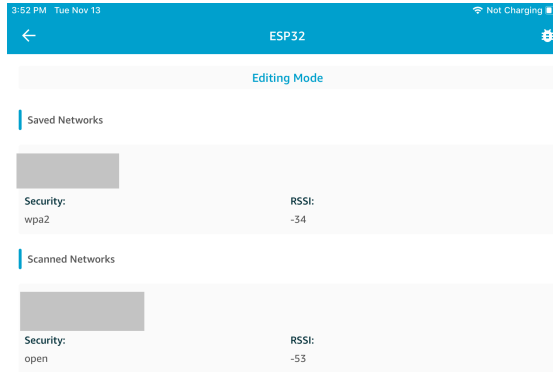 3:52 PM Tue Nov 13 Not Charging
ESP32
Editing Mode
Saved Networks
Security: RSSI:
wpa2 -34
Scanned Networks
Security: RSSI:
open -53